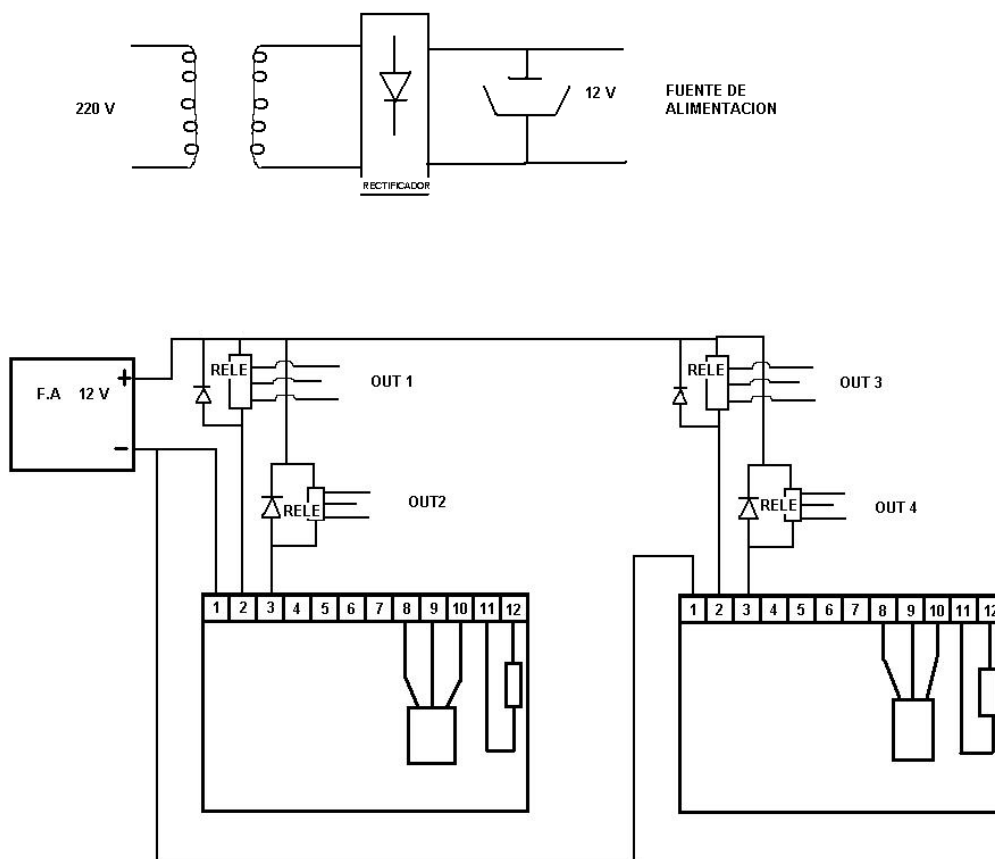 220 V
12 V
FUENTE DE
ALIMENTACION
RECTIFICADOR
F.A 12 V
+
−
RELE
OUT 1
RELE
OUT 3
RELE
OUT2
RELE
OUT 4
1 2 3 4 5 6 7 8 9 10 11 12
1 2 3 4 5 6 7 8 9 10 11 12